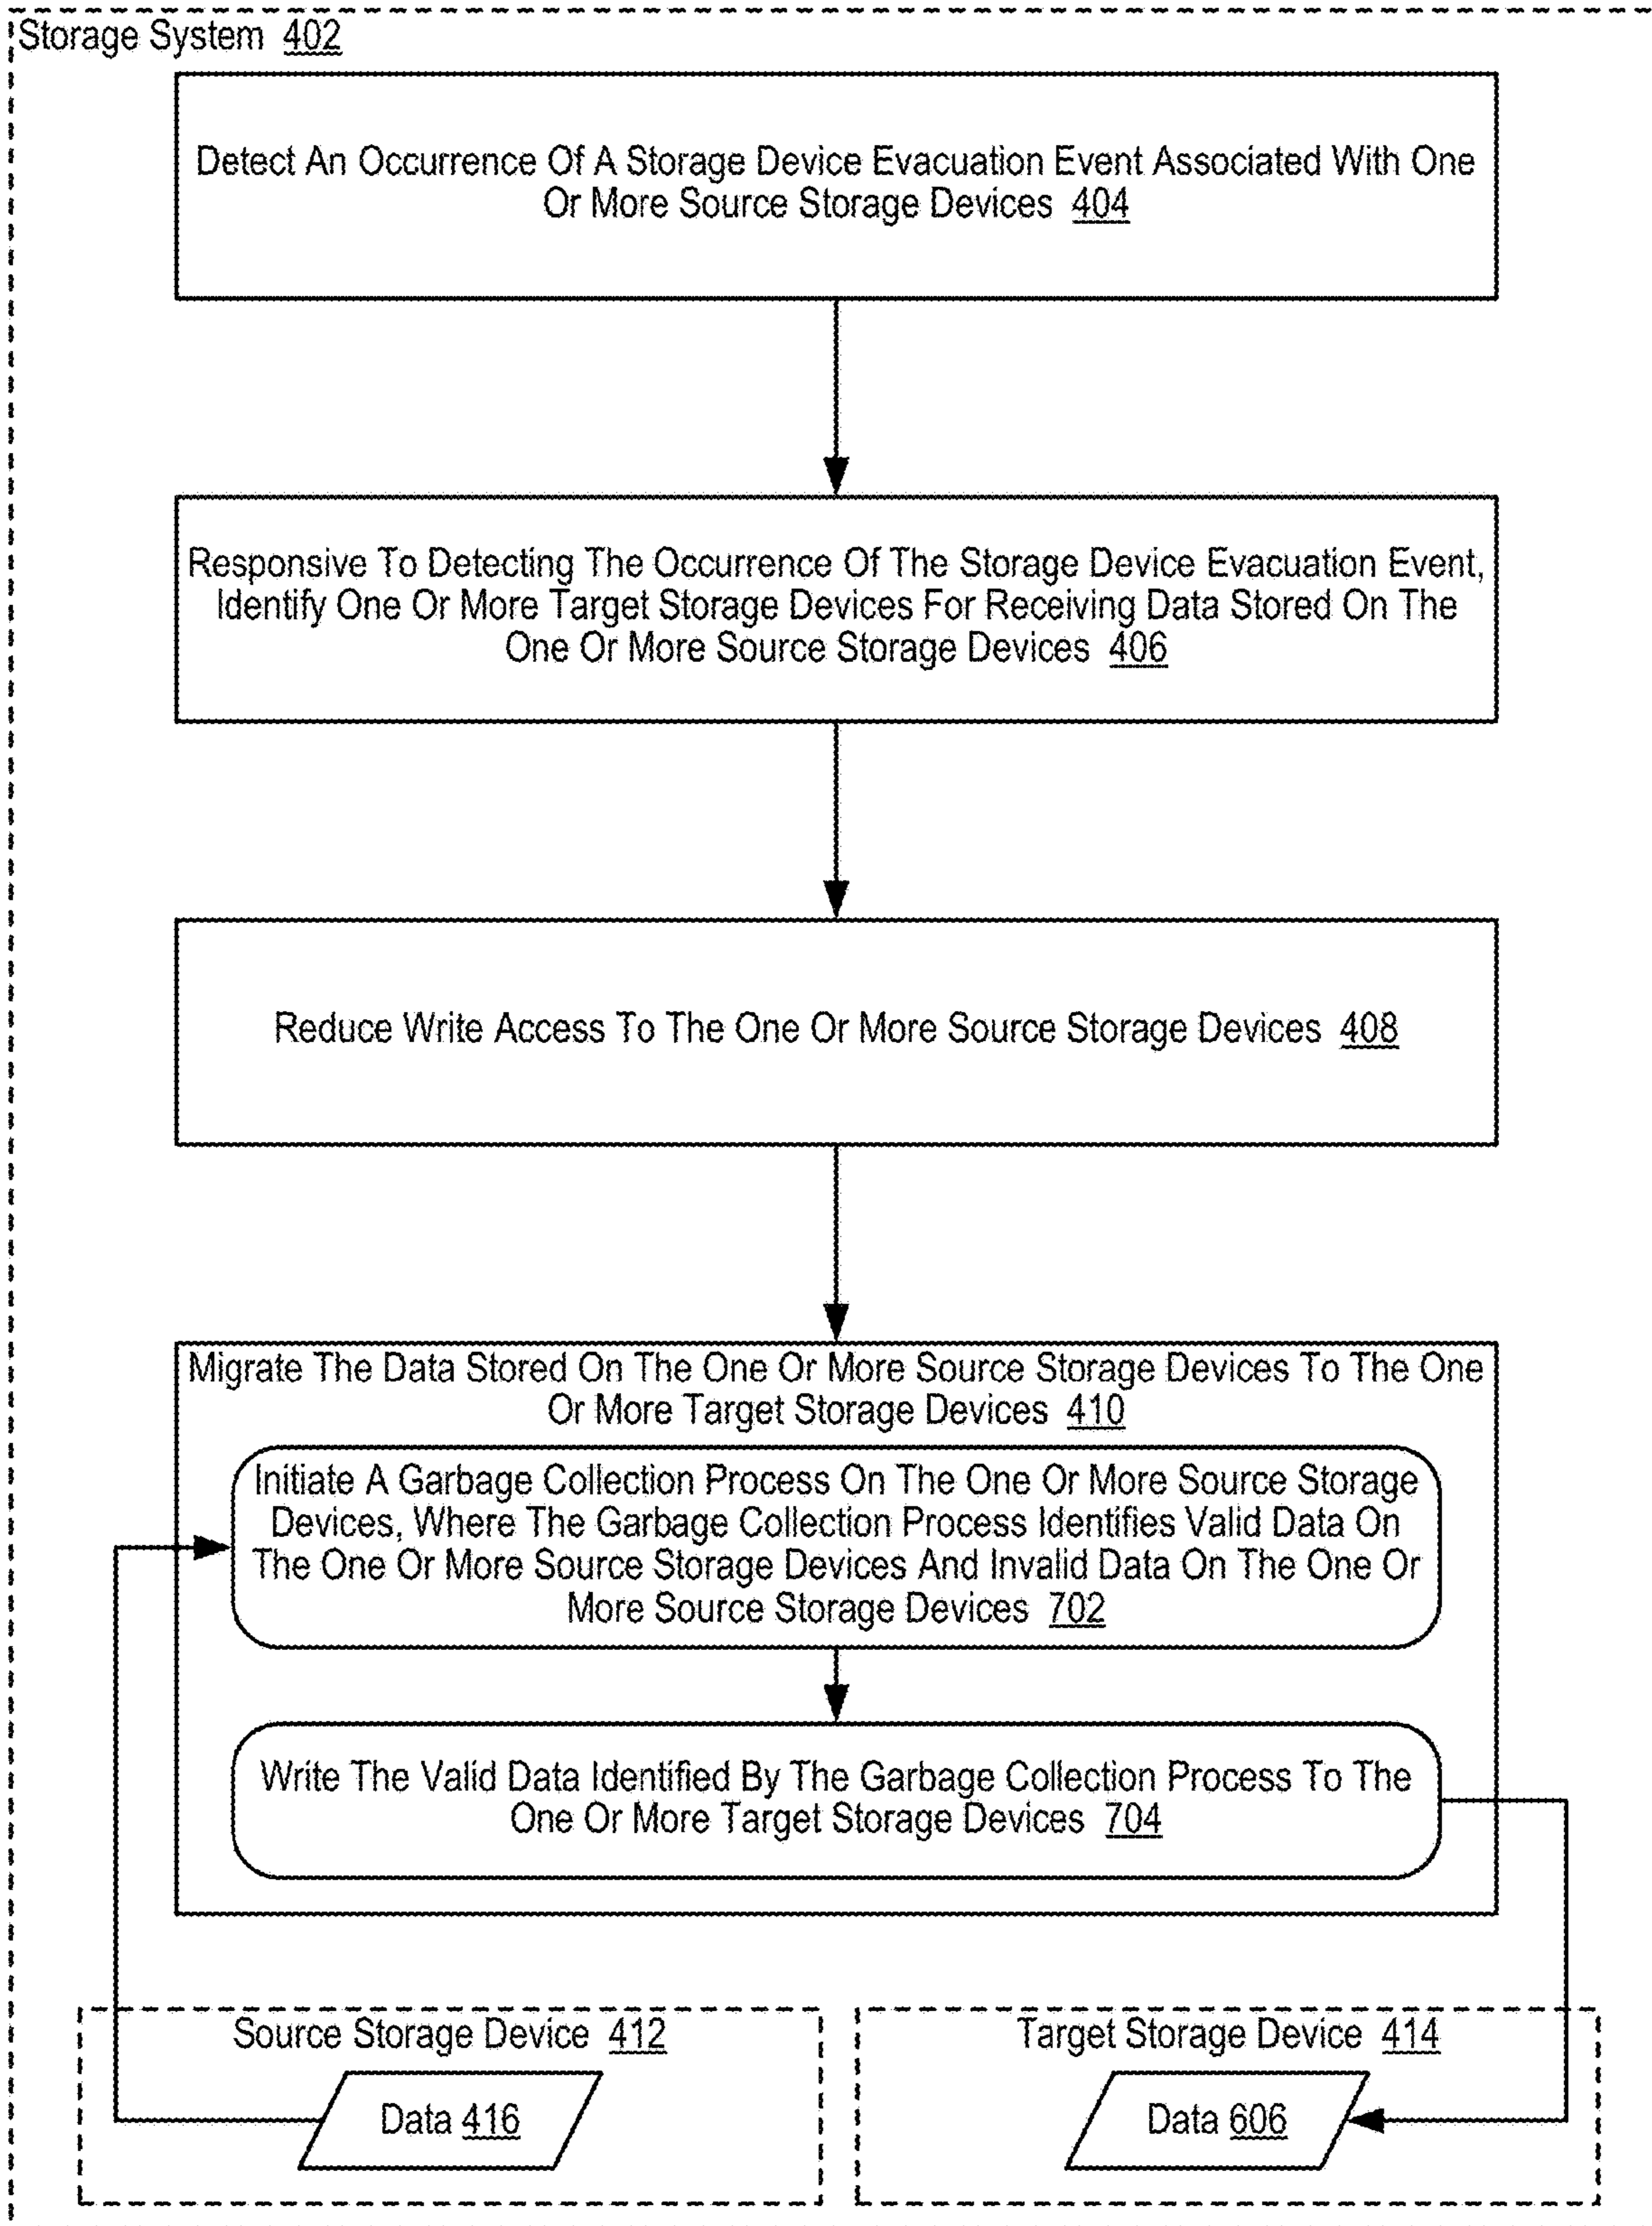 Storage System 402
Detect An Occurrence Of A Storage Device Evacuation Event Associated With One
Or More Source Storage Devices 404
Responsive To Detecting The Occurrence Of The Storage Device Evacuation Event,
Identify One Or More Target Storage Devices For Receiving Data Stored On The
One Or More Source Storage Devices 406
Reduce Write Access To The One Or More Source Storage Devices 408
Migrate The Data Stored On The One Or More Source Storage Devices To The One
Or More Target Storage Devices 410
Initiate A Garbage Collection Process On The One Or More Source Storage
Devices, Where The Garbage Collection Process Identifies Valid Data On
The One Or More Source Storage Devices And Invalid Data On The One Or
More Source Storage Devices 702
Write The Valid Data Identified By The Garbage Collection Process To The
One Or More Target Storage Devices 704
Source Storage Device 412
Data 416
Target Storage Device 414
Data 606